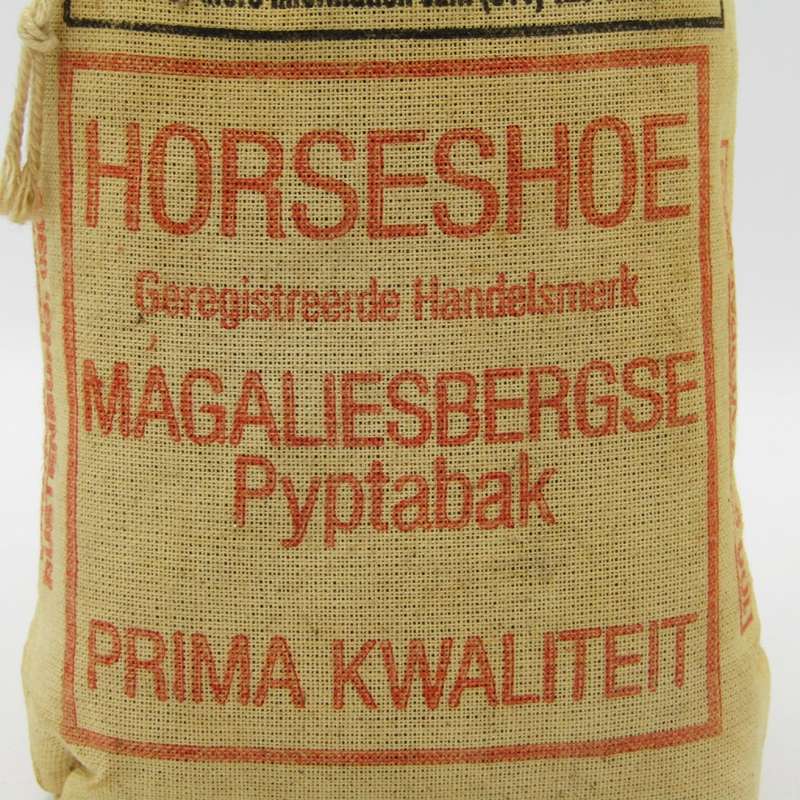 HORSESHOE
Geregistreerde Handelsmerk
MAGALIESBERGSE
Pyptabak
PRIMA KWALITEIT